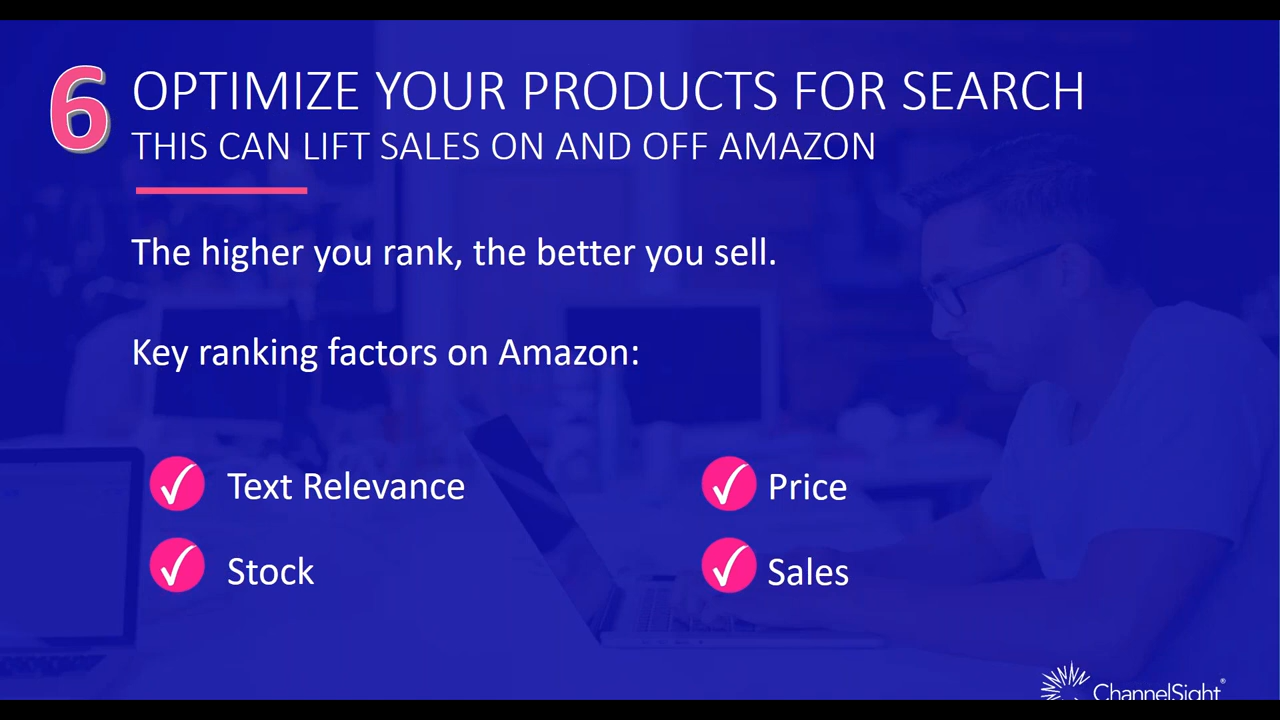 6
OPTIMIZE YOUR PRODUCTS FOR SEARCH
THIS CAN LIFT SALES ON AND OFF AMAZON
The higher you rank, the better you sell.
Key ranking factors on Amazon:
Text Relevance
Price
Stock
Sales
ChannelSight®